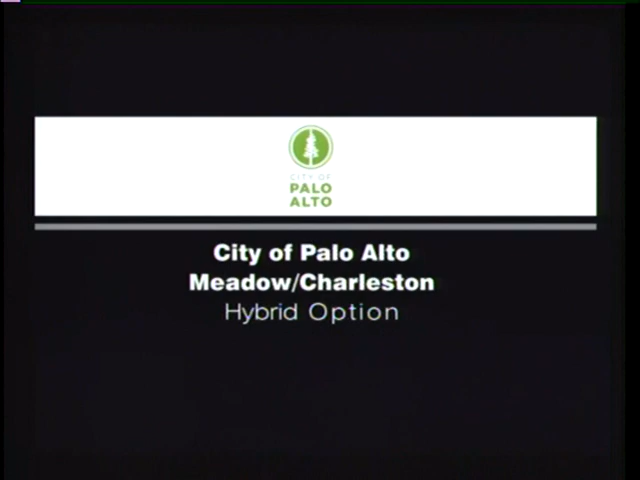 CITY OF
PALO
ALTO
City of Palo Alto
Meadow/Charleston
Hybrid Option